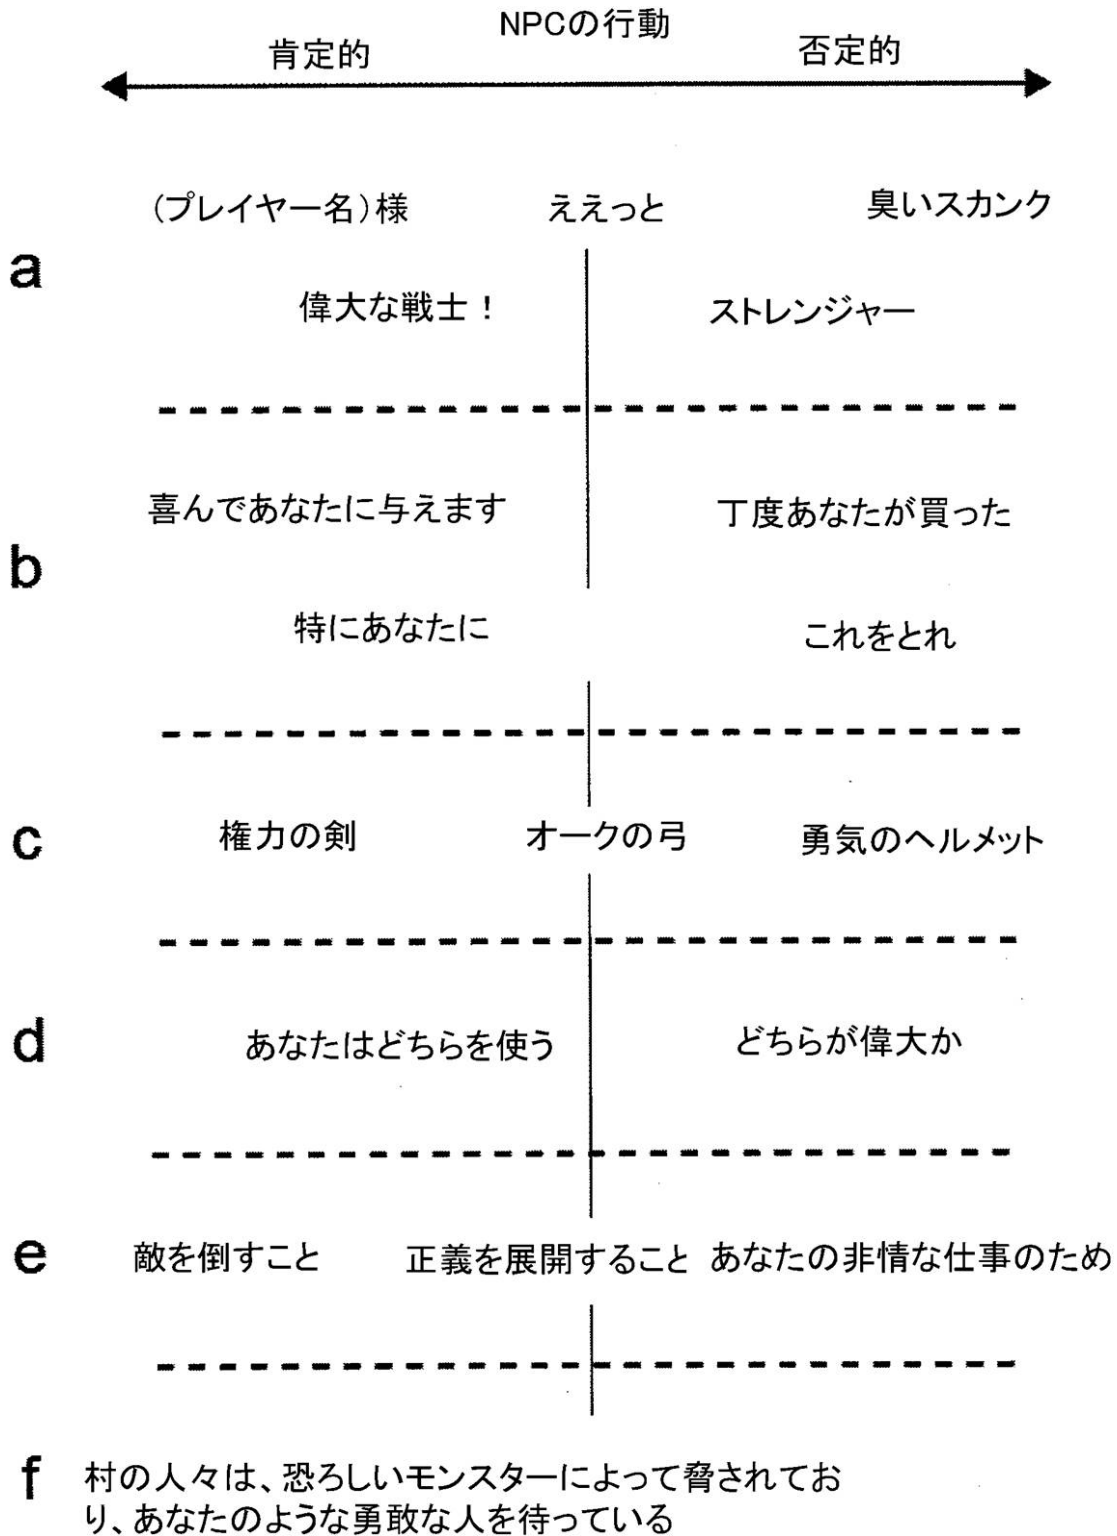 NPCの行動
肯定的
否定的
(プレイヤー名)様
ええっと
臭いスカンク
a
偉大な戦士!
ストレンジャー
喜んであなたに与えます
丁度あなたが買った
b
特にあなたに
これをとれ
c
権力の剣
オークの弓
勇気のヘルメット
d
あなたはどちらを使う
どちらが偉大か
e
敵を倒すこと
正義を展開すること
あなたの非情な仕事のため
f
村の人々は、恐ろしいモンスターによって脅されてお
り、あなたのような勇敢な人を待っている